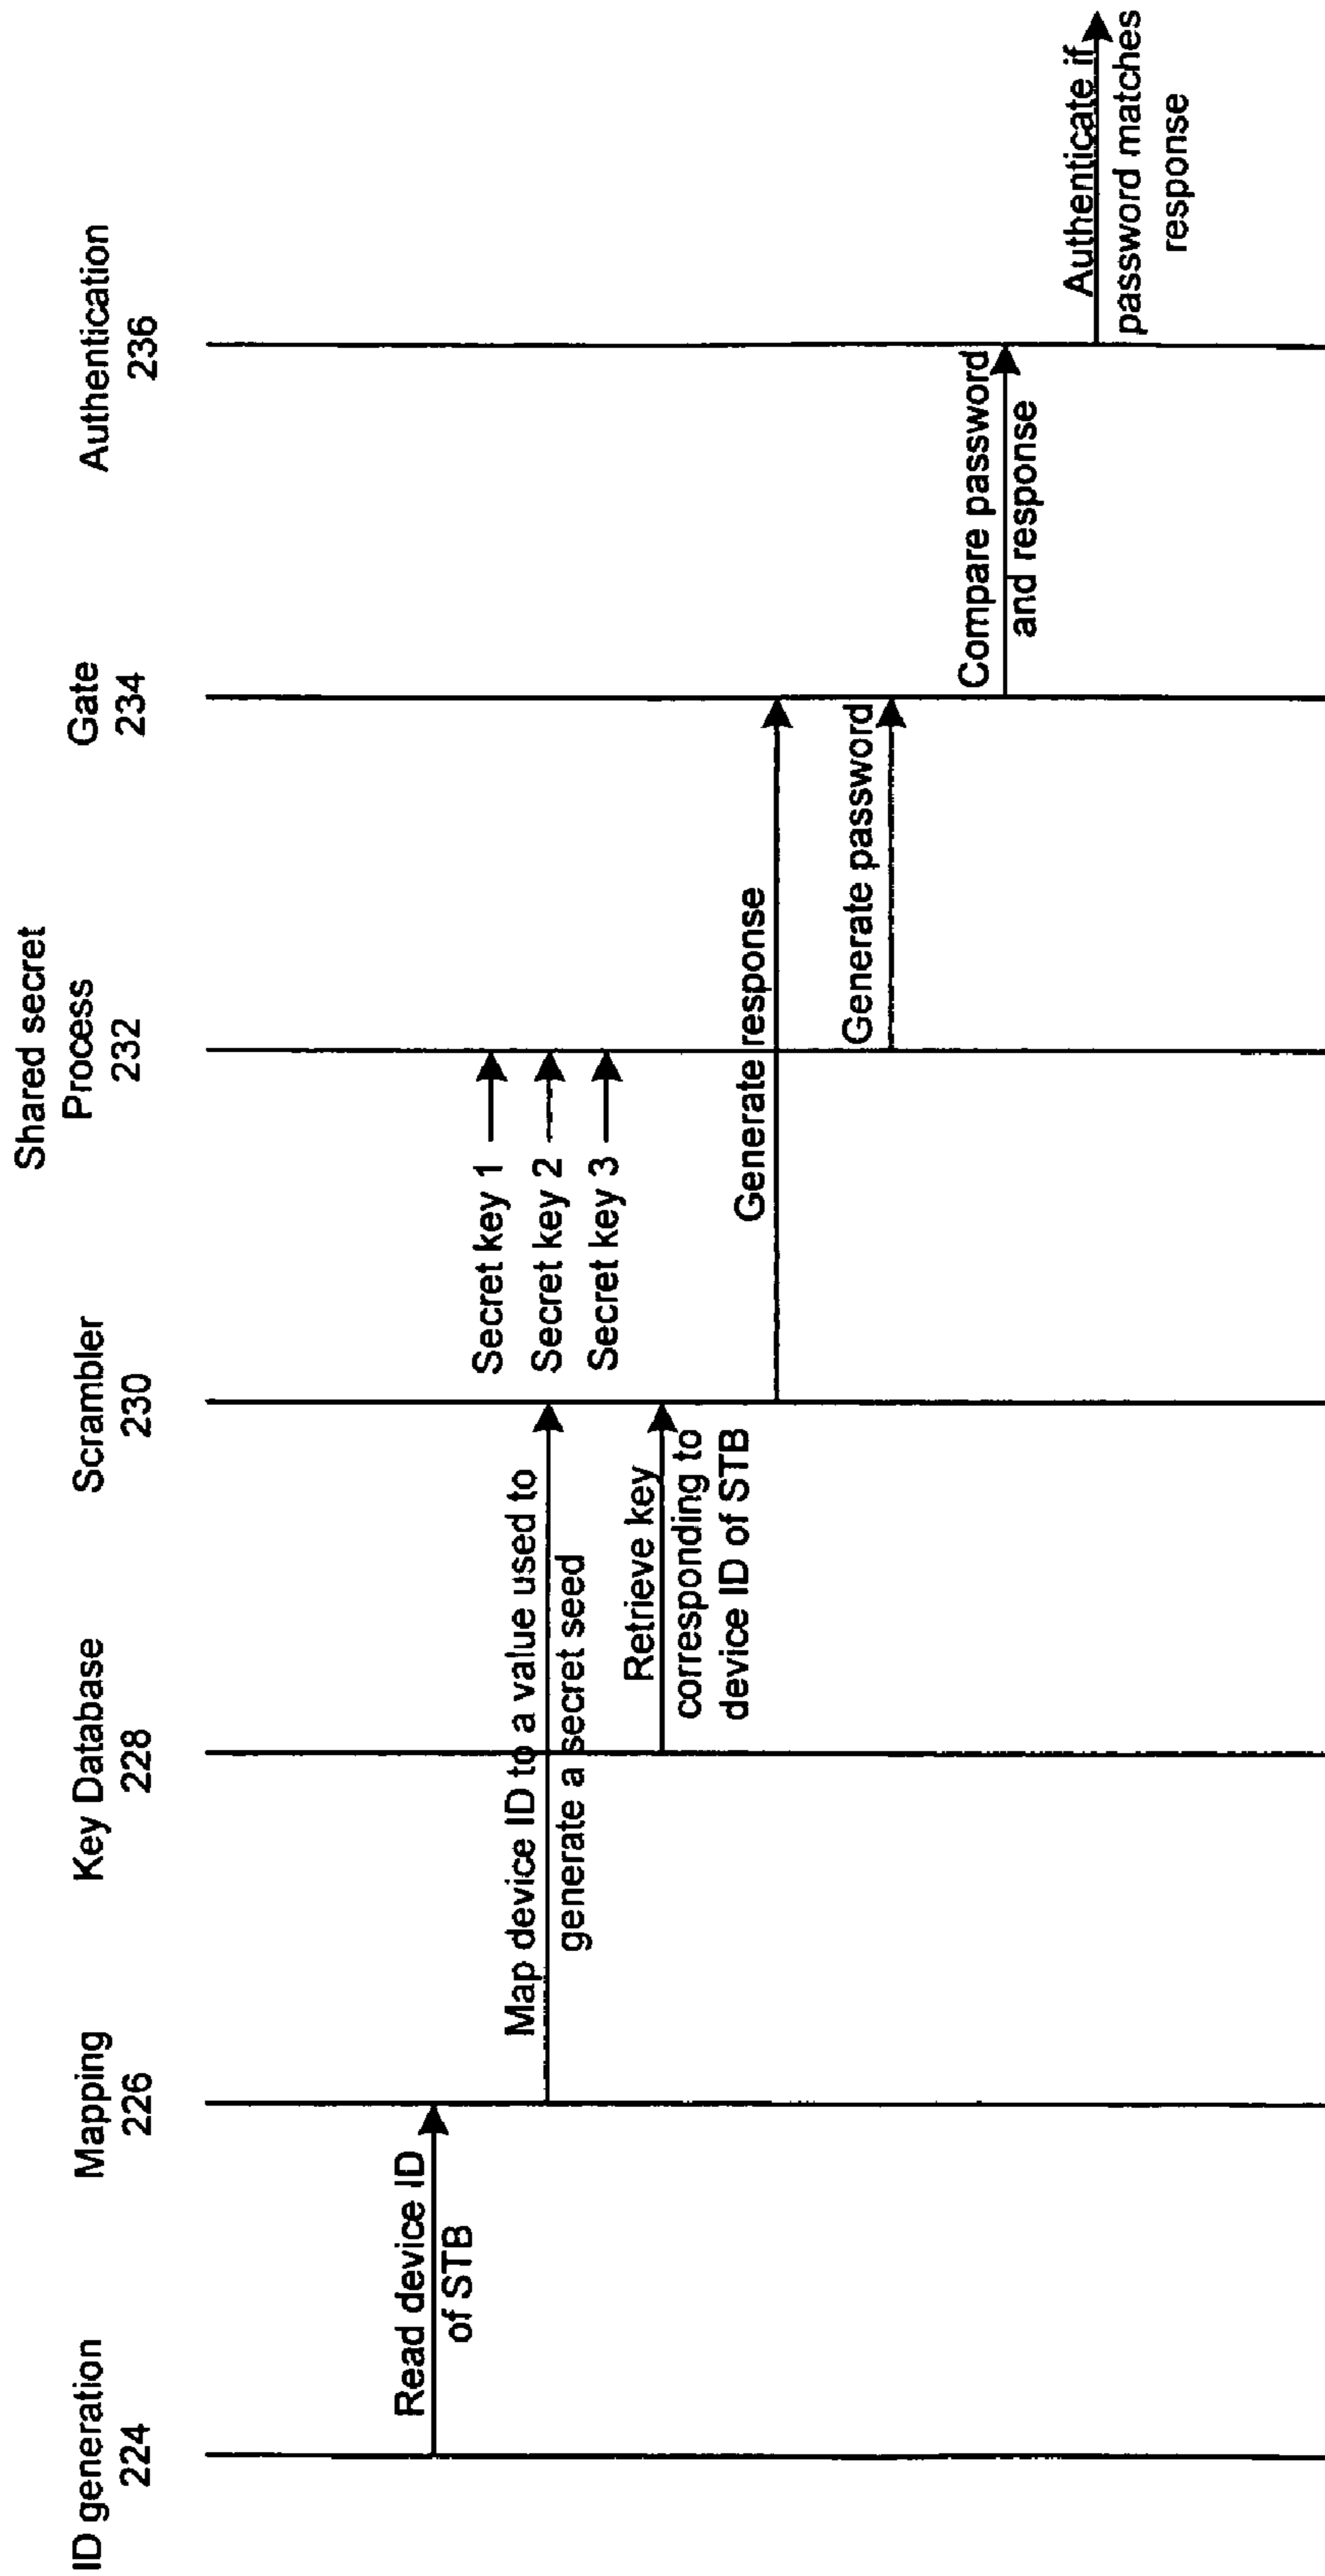 ID generation
224
Mapping
226
Key Database
228
Scrambler
230
Shared secret
Process
232
Gate
234
Authentication
236
Read device ID
of STB
Map device ID to a value used to
generate a secret seed
Secret key 1
Secret key 2
Secret key 3
Retrieve key
corresponding to
device ID of STB
Generate response
Generate password
Compare password
and response
Authenticate if
password matches
response